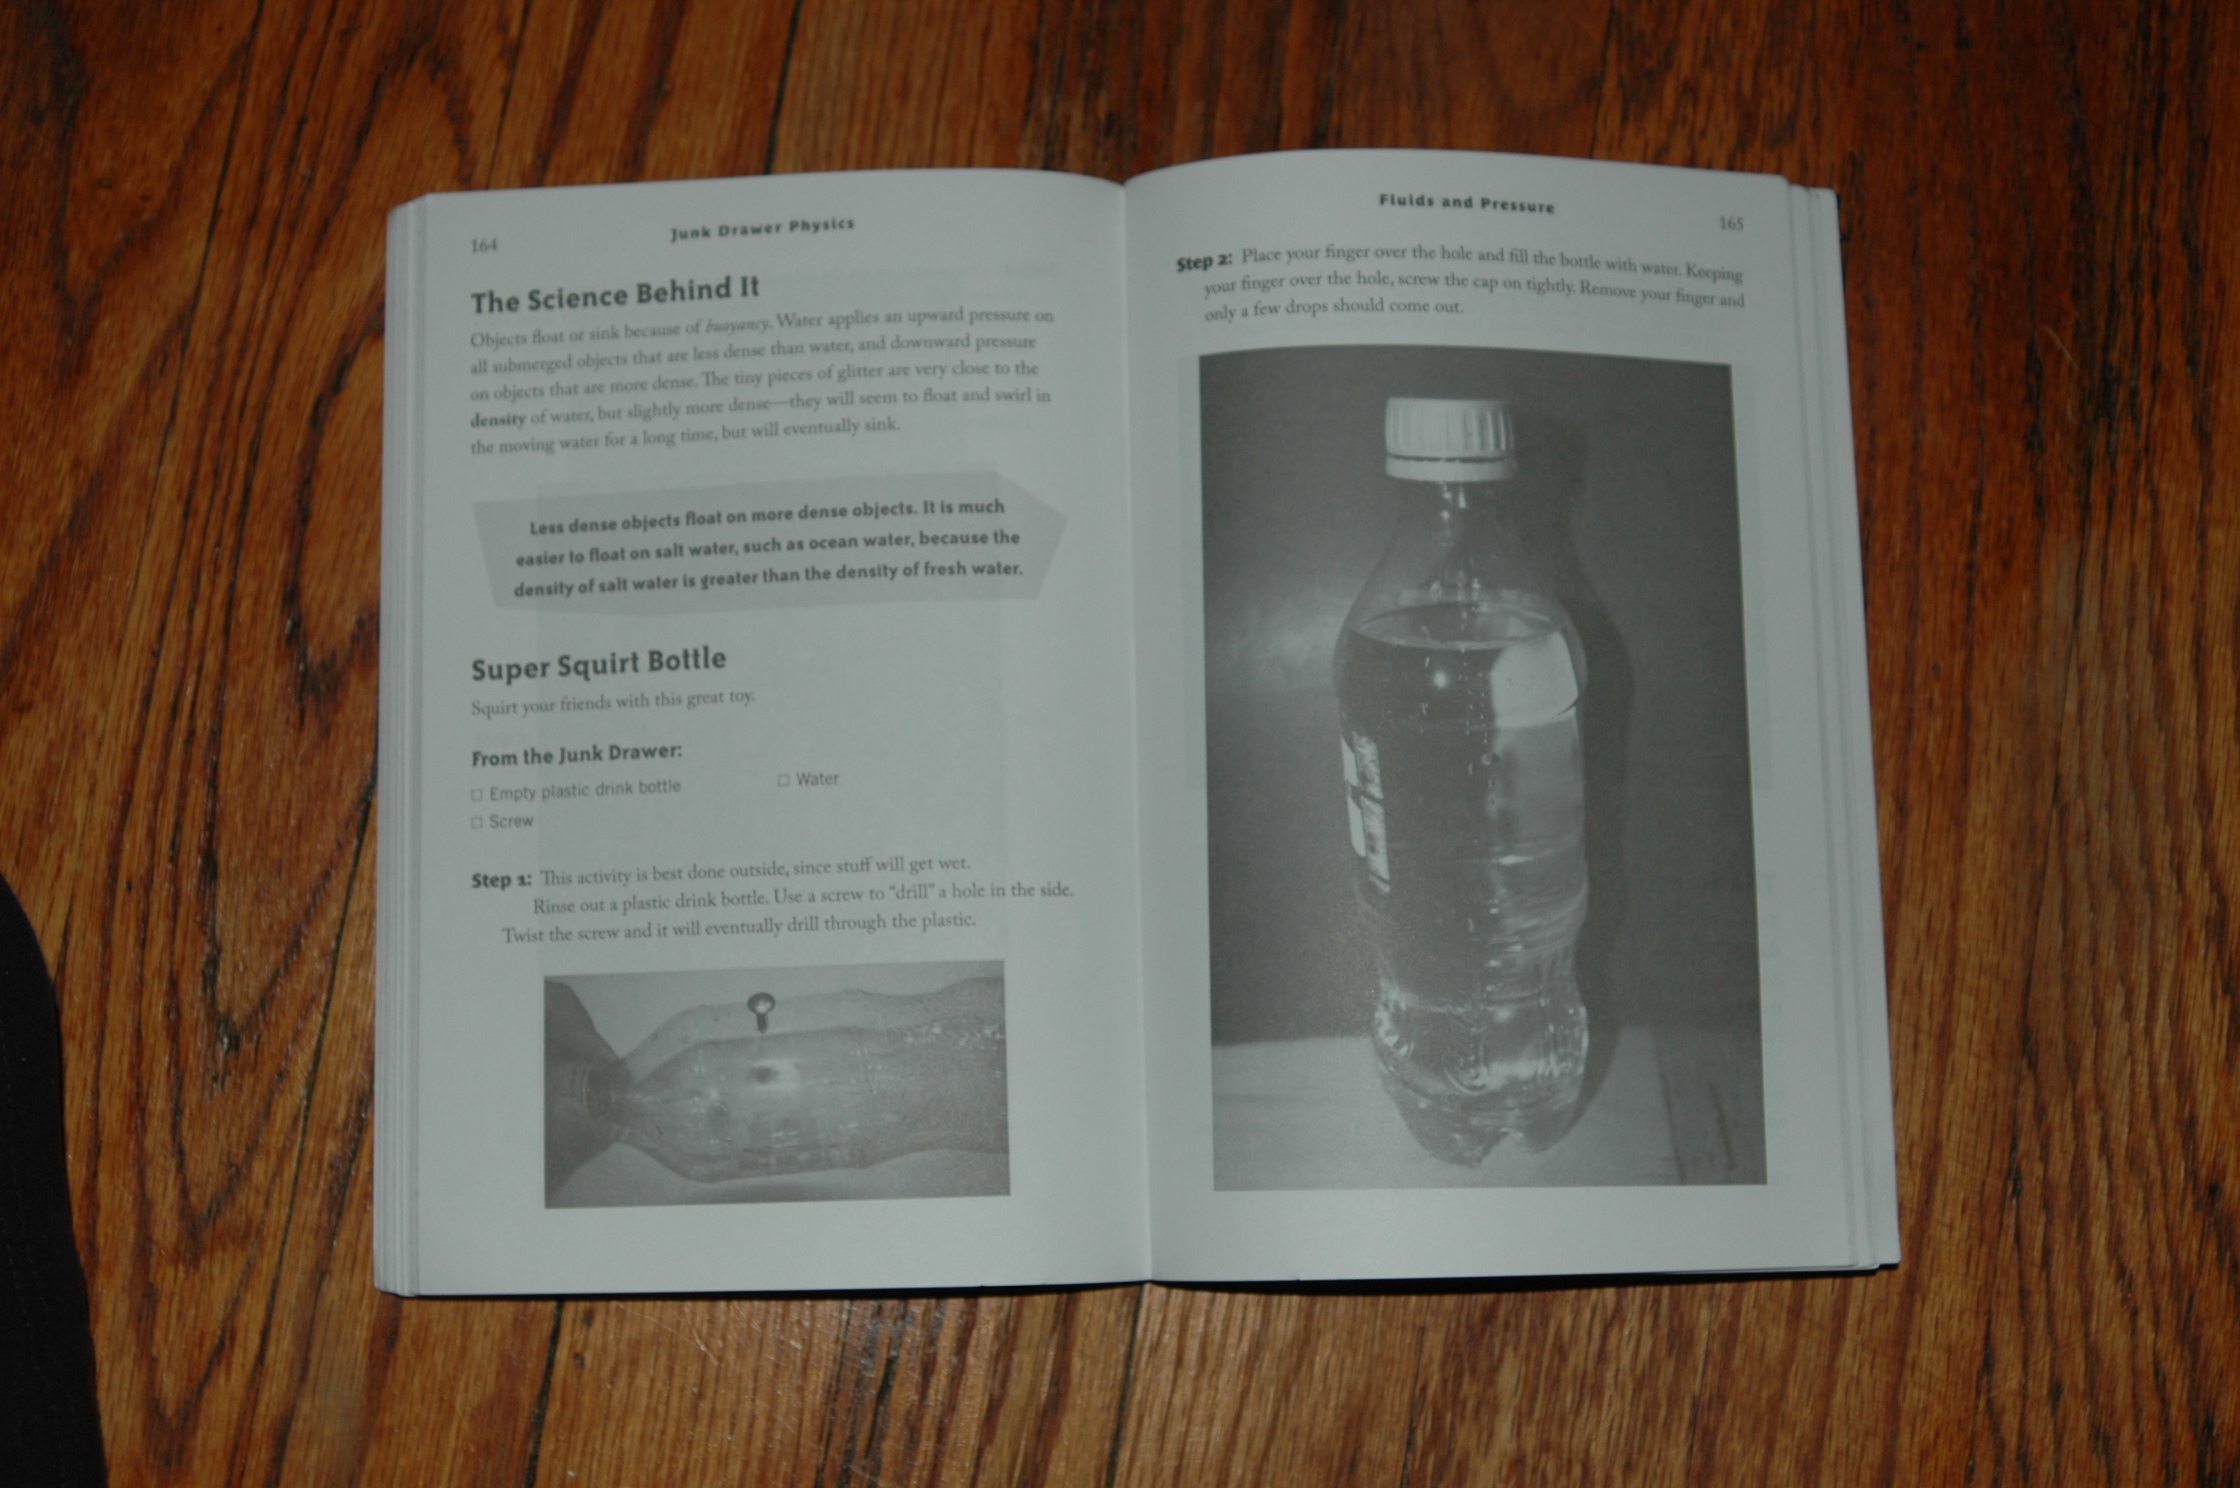 164
Junk Drawer Physics
The Science Behind It
Objects float or sink because of buoyancy. Water applies an upward pressure on
all submerged objects that are less dense than water, and downward pressure
on objects that are more dense. The tiny pieces of glitter are very close to the
density of water, but slightly more dense—they will seem to float and swirl in
the moving water for a long time, but will eventually sink.
Less dense objects float on more dense objects. It is much
easier to float on salt water, such as ocean water, because the
density of salt water is greater than the density of fresh water.
Super Squirt Bottle
Squirt your friends with this great toy.
From the Junk Drawer:
□ Empty plastic drink bottle
□ Screw
□ Water
Step 1: This activity is best done outside, since stuff will get wet.
Rinse out a plastic drink bottle. Use a screw to “drill” a hole in the side.
Twist the screw and it will eventually drill through the plastic.
Fluids and Pressure
165
Step 2: Place your finger over the hole and fill the bottle with water. Keeping
your finger over the hole, screw the cap on tightly. Remove your finger and
only a few drops should come out.